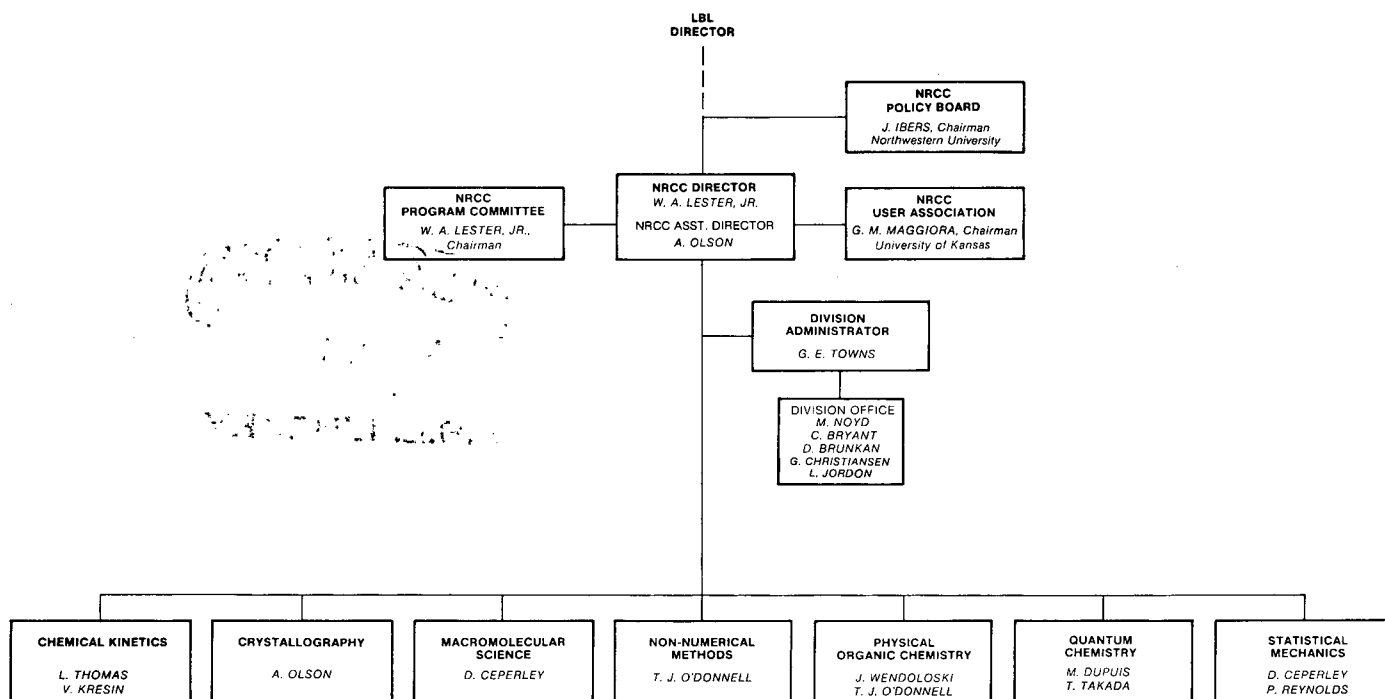 LBL
DIRECTOR
NRCC
POLICY BOARD
J. IBERS, Chairman
Northwestern University
NRCC
PROGRAM COMMITTEE
W. A. LESTER, JR.,
Chairman
NRCC DIRECTOR
W. A. LESTER, JR.
NRCC ASST. DIRECTOR
A. OLSON
NRCC
USER ASSOCIATION
G. M. MAGGIORA, Chairman
University of Kansas
DIVISION
ADMINISTRATOR
G. E. TOWNS
DIVISION OFFICE
M. NOYD
C. BRYANT
D. BRUNKAN
G. CHRISTIANSEN
L. JORDON
CHEMICAL KINETICS
L. THOMAS
V. KRESIN
CRYSTALLOGRAPHY
A. OLSON
MACROMOLECULAR
SCIENCE
D. CEPERLEY
NON-NUMERICAL
METHODS
T. J. O'DONNELL
PHYSICAL
ORGANIC CHEMISTRY
J. WENDOLOSKI
T. J. O'DONNELL
QUANTUM
CHEMISTRY
M. DUPUIS
T. TAKADA
STATISTICAL
MECHANICS
D. CEPERLEY
P. REYNOLDS